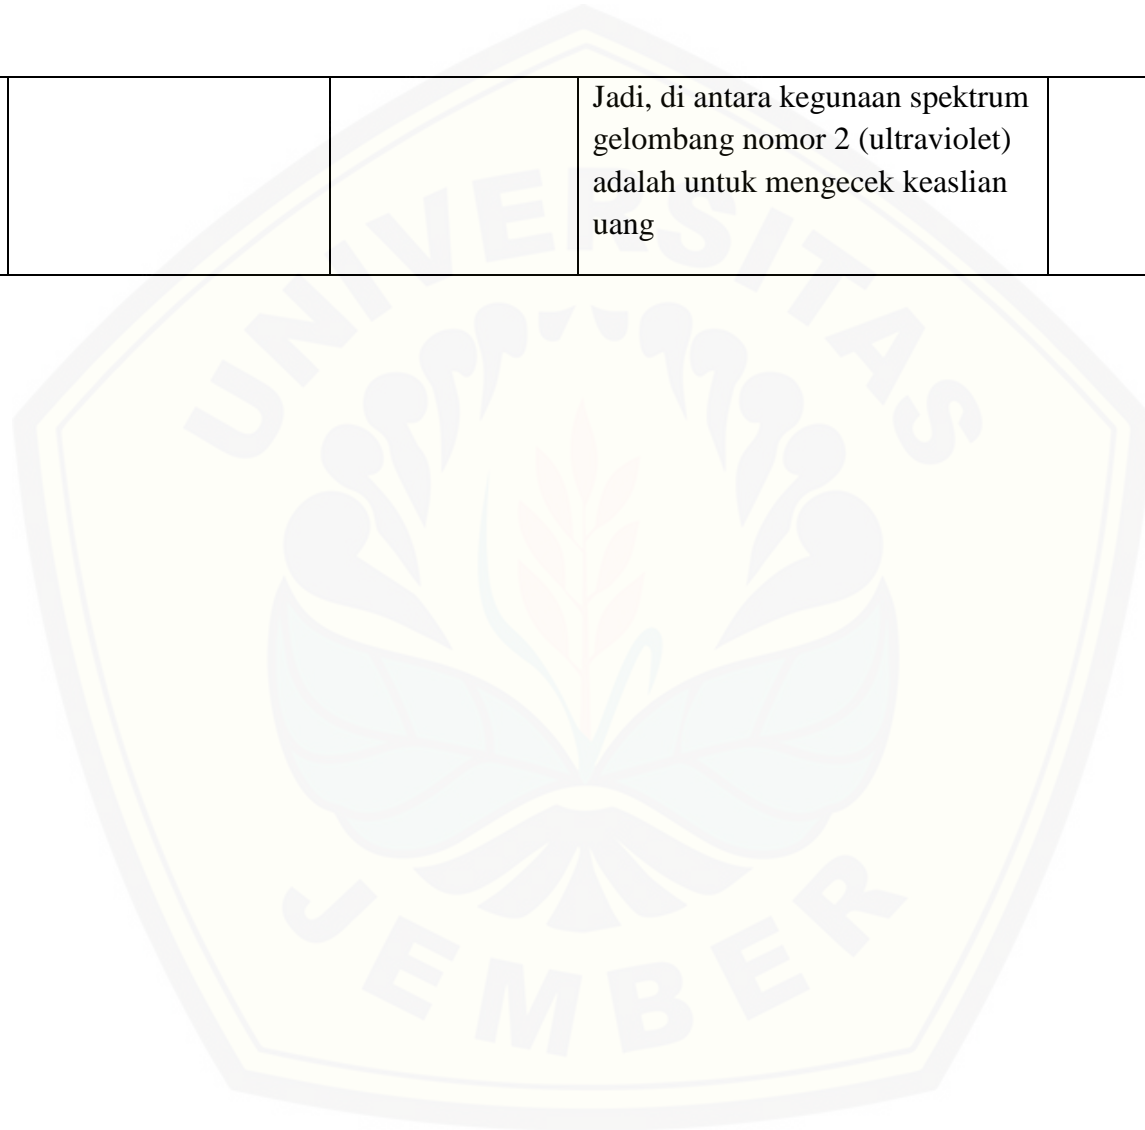 Jadi, di antara kegunaan spektrum
gelombang nomor 2 (ultraviolet)
adalah untuk mengecek keaslian
uang
UNIVERSITAS
JEMBER